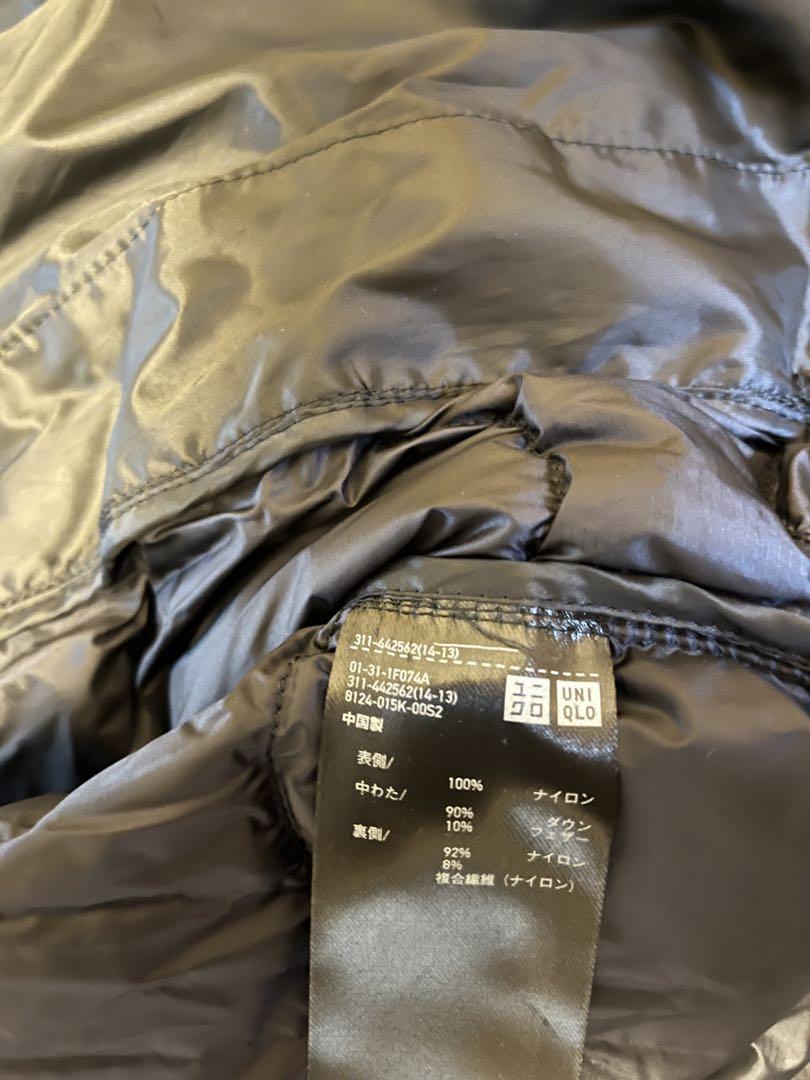 311-442562(14-13)
01-31-1F074A
311-442562(14-13)
8124-015K-00S2
ユニ
クロ
UNI
QLO
中国製
表側/
100% ナイロン
中わた/
90% ダウン
10% フェザー
裏側/
92% ナイロン
8%
複合繊維(ナイロン)